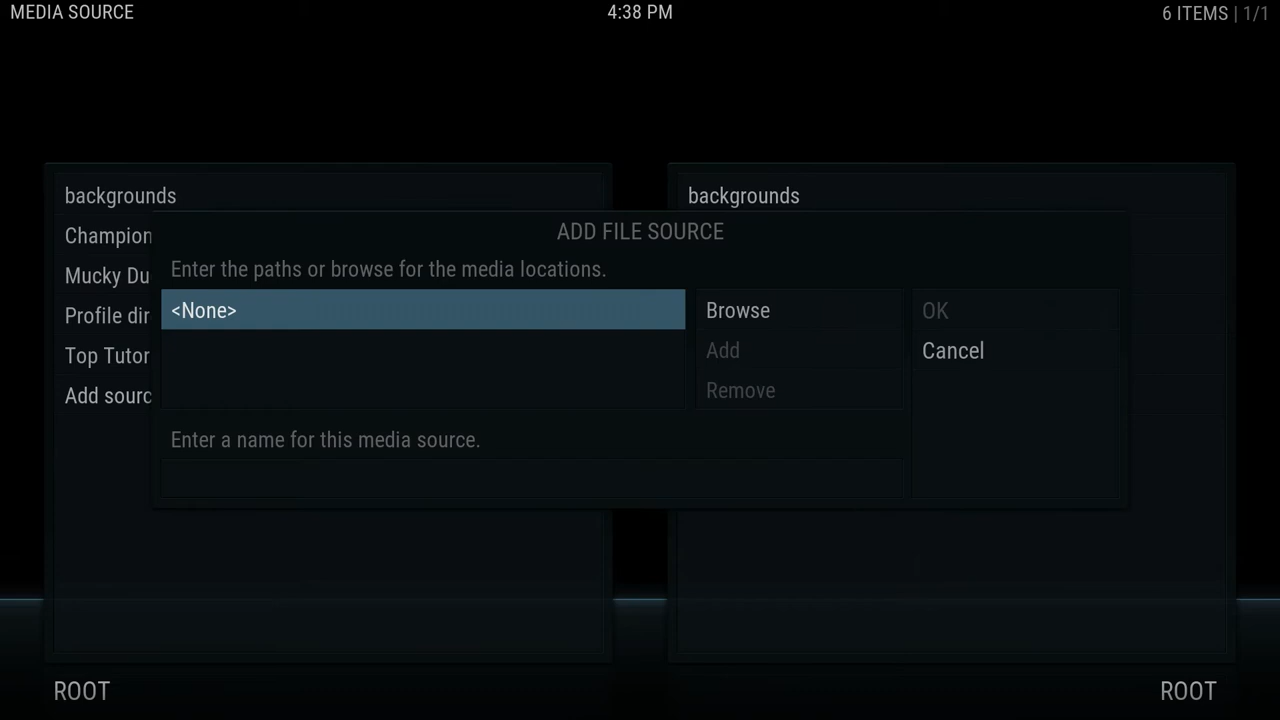 MEDIA SOURCE
4:38 PM
6 ITEMS | 1/1
backgrounds
backgrounds
Champion
Mucky Du
Profile dir
Top Tutor
Add sourc
ADD FILE SOURCE
Enter the paths or browse for the media locations.
<None>
Browse
OK
Add
Cancel
Remove
Enter a name for this media source.
ROOT
ROOT